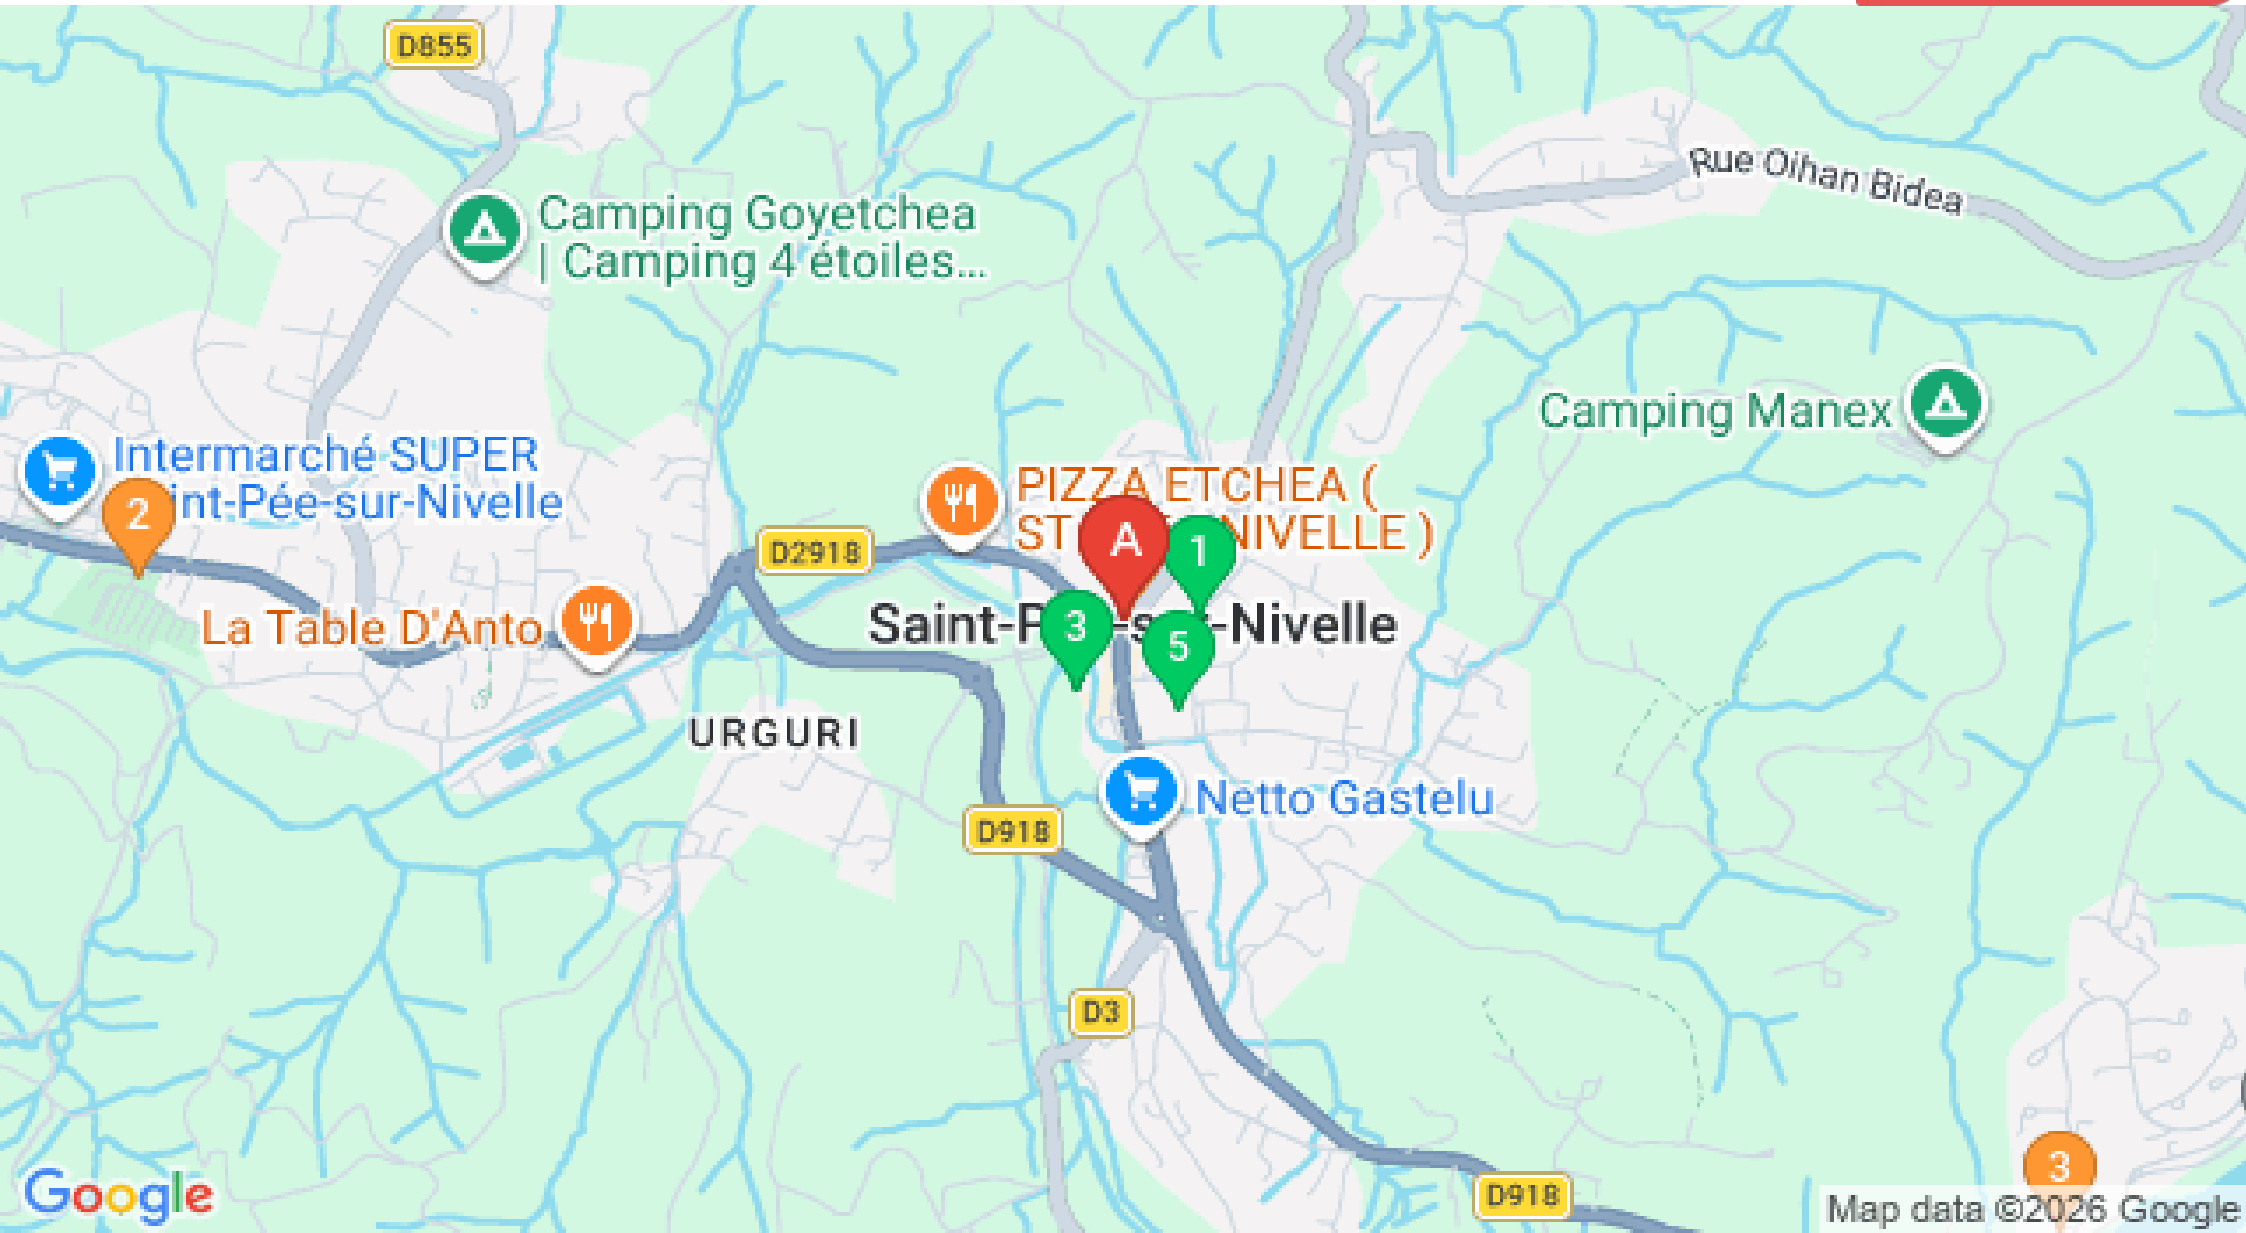 D855
Rue Oihan Bidea
Camping Goyetchea
| Camping 4 étoiles...
Camping Manex
Intermarché SUPER
int-Pée-sur-Nivelle
2
PIZZA ETCHEA (
ST NIVELLE )
A
1
D2918
La Table D'Anto
Saint-P -Nivelle
3
5
URGURI
Netto Gastelu
D918
D3
3
D918
Google
Map data ©2026 Google